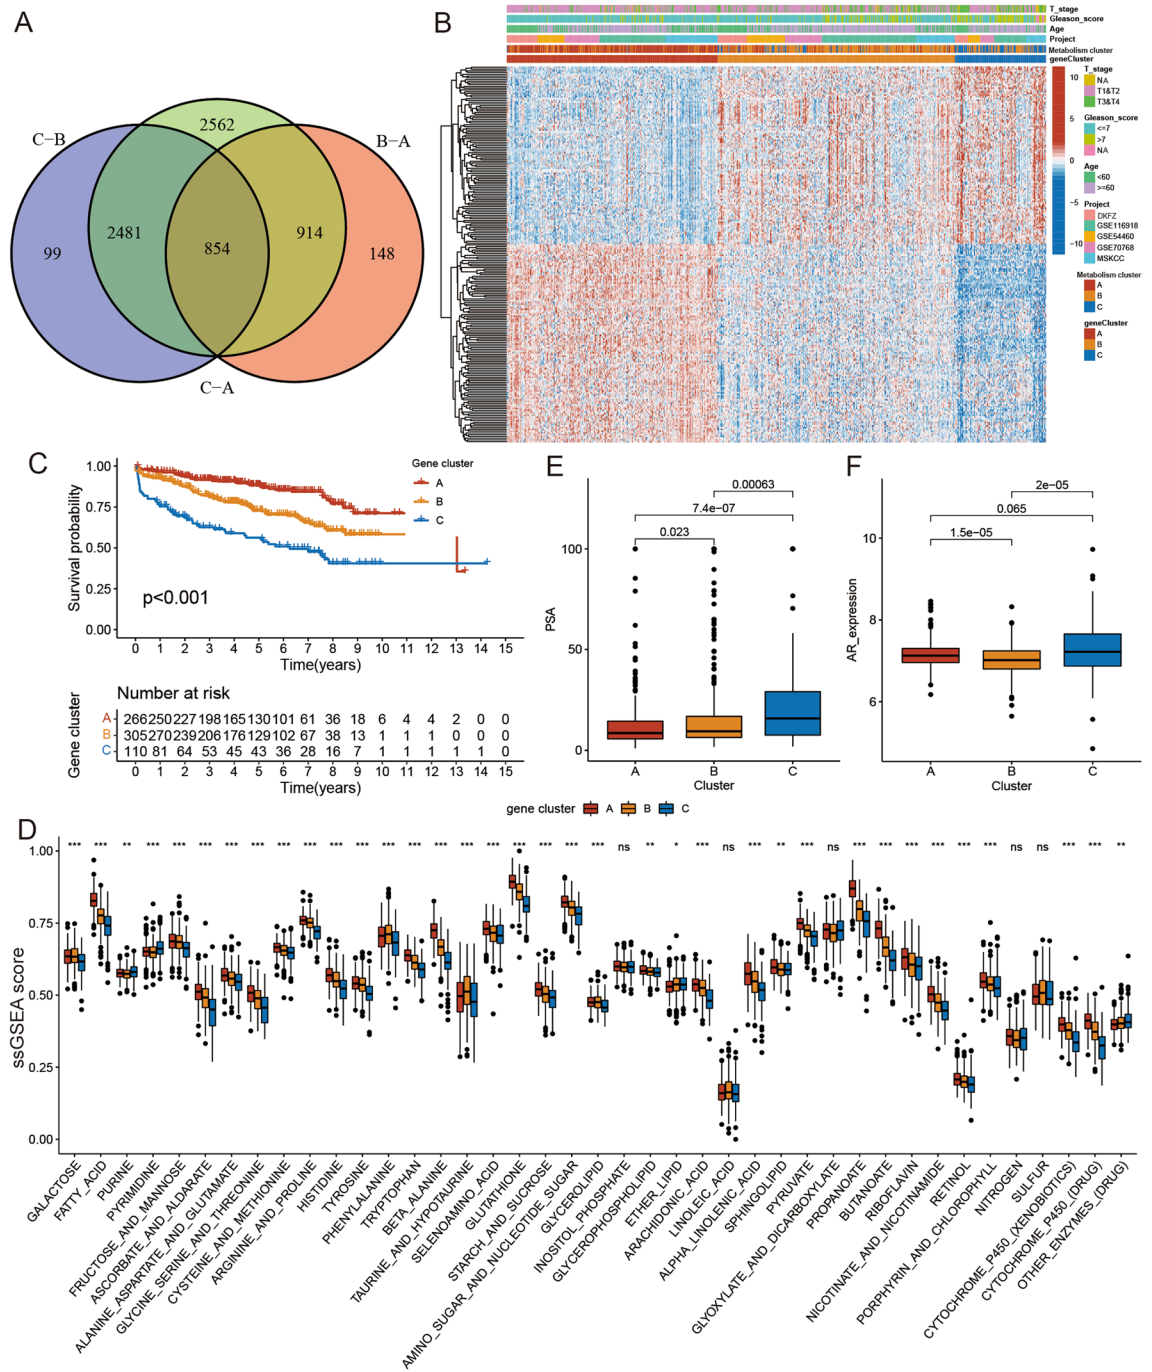 A
2562
C−B
B−A
99
2481
854
914
148
C−A
B
T_stage
Gleason_score
Age
Project
Metabolism cluster
geneCluster
10
5
0
−5
−10
T_stage
NA
T1&T2
T3&T4
Gleason_score
<=7
>7
NA
Age
<60
>=60
Project
DKFZ
GSE116918
GSE54460
GSE70768
MSKCC
Metabolism cluster
A
B
C
geneCluster
A
B
C
C
Gene cluster
A
B
C
Survival probability
1.00
0.75
0.50
0.25
0.00
p<0.001
0 1 2 3 4 5 6 7 8 9 10 11 12 13 14 15
Time(years)
Number at risk
Gene cluster
A 266 250 227 198 165 130 101 61 36 18 6 4 4 2 0 0
B 305 270 239 206 176 129 102 67 38 13 1 1 1 0 0 0
C 110 81 64 53 45 43 36 28 16 7 1 1 1 1 1 0
0 1 2 3 4 5 6 7 8 9 10 11 12 13 14 15
Time(years)
E
0.00063
7.4e−07
0.023
PSA
100
50
0
A B C
Cluster
F
2e−05
0.065
1.5e−05
AR_expression
10
8
6
A B C
Cluster
D
gene cluster A B C
ssGSEA score
1.00
0.75
0.50
0.25
0.00
*** *** ** *** *** *** *** *** *** *** *** *** *** *** *** *** *** *** *** *** *** ns ** * *** ns *** ** *** ns *** *** *** *** *** *** ns ns *** *** **
GALACTOSE
FATTY_ACID
PURINE
PYRIMIDINE
FRUCTOSE_AND_MANNOSE
ASCORBATE_AND_ALDARATE
ALANINE_ASPARTATE_AND_GLUTAMATE
GLYCINE_SERINE_AND_THREONINE
CYSTEINE_AND_METHIONINE
ARGININE_AND_PROLINE
HISTIDINE
TYROSINE
PHENYLALANINE
TRYPTOPHAN
BETA_ALANINE
TAURINE_AND_HYPOTAURINE
SELENOAMINO_ACID
GLUTATHIONE
STARCH_AND_SUCROSE
AMINO_SUGAR_AND_NUCLEOTIDE_SUGAR
GLYCEROLIPID
INOSITOL_PHOSPHATE
GLYCEROPHOSPHOLIPID
ETHER_LIPID
ARACHIDONIC_ACID
LINOLEIC_ACID
ALPHA_LINOLENIC_ACID
SPHINGOLIPID
PYRUVATE
GLYOXYLATE_AND_DICARBOXYLATE
PROPANOATE
BUTANOATE
RIBOFLAVIN
NICOTINATE_AND_NICOTINAMIDE
RETINOL
PORPHYRIN_AND_CHLOROPHYLL
NITROGEN
SULFUR
CYTOCHROME_P450_(XENOBIOTICS)
CYTOCHROME_P450_(DRUG)
OTHER_ENZYMES_(DRUG)